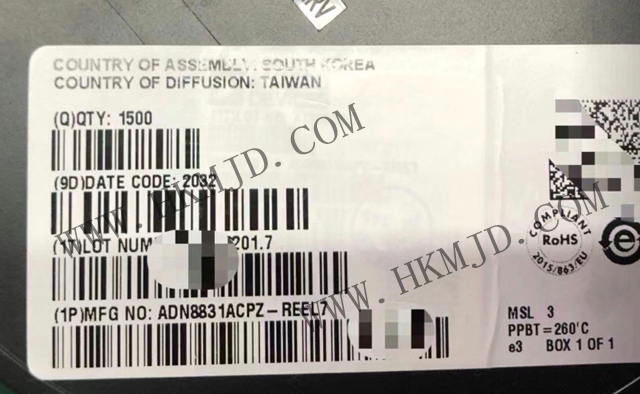 RV
COUNTRY OF ASSEMBLY: SOUTH KOREA
COUNTRY OF DIFFUSION: TAIWAN
(Q)QTY: 1500
(9D)DATE CODE: 2032
(1T)LOT NUM 201.7
(1P)MFG NO: ADN8831ACPZ-REEL7
WWW.HKMJD.COM
WWW.HKMJD.COM
COMPLIANT
RoHS
2015/863/EU
e
MSL 3
PPBT=260°C
e3 BOX 1 OF 1